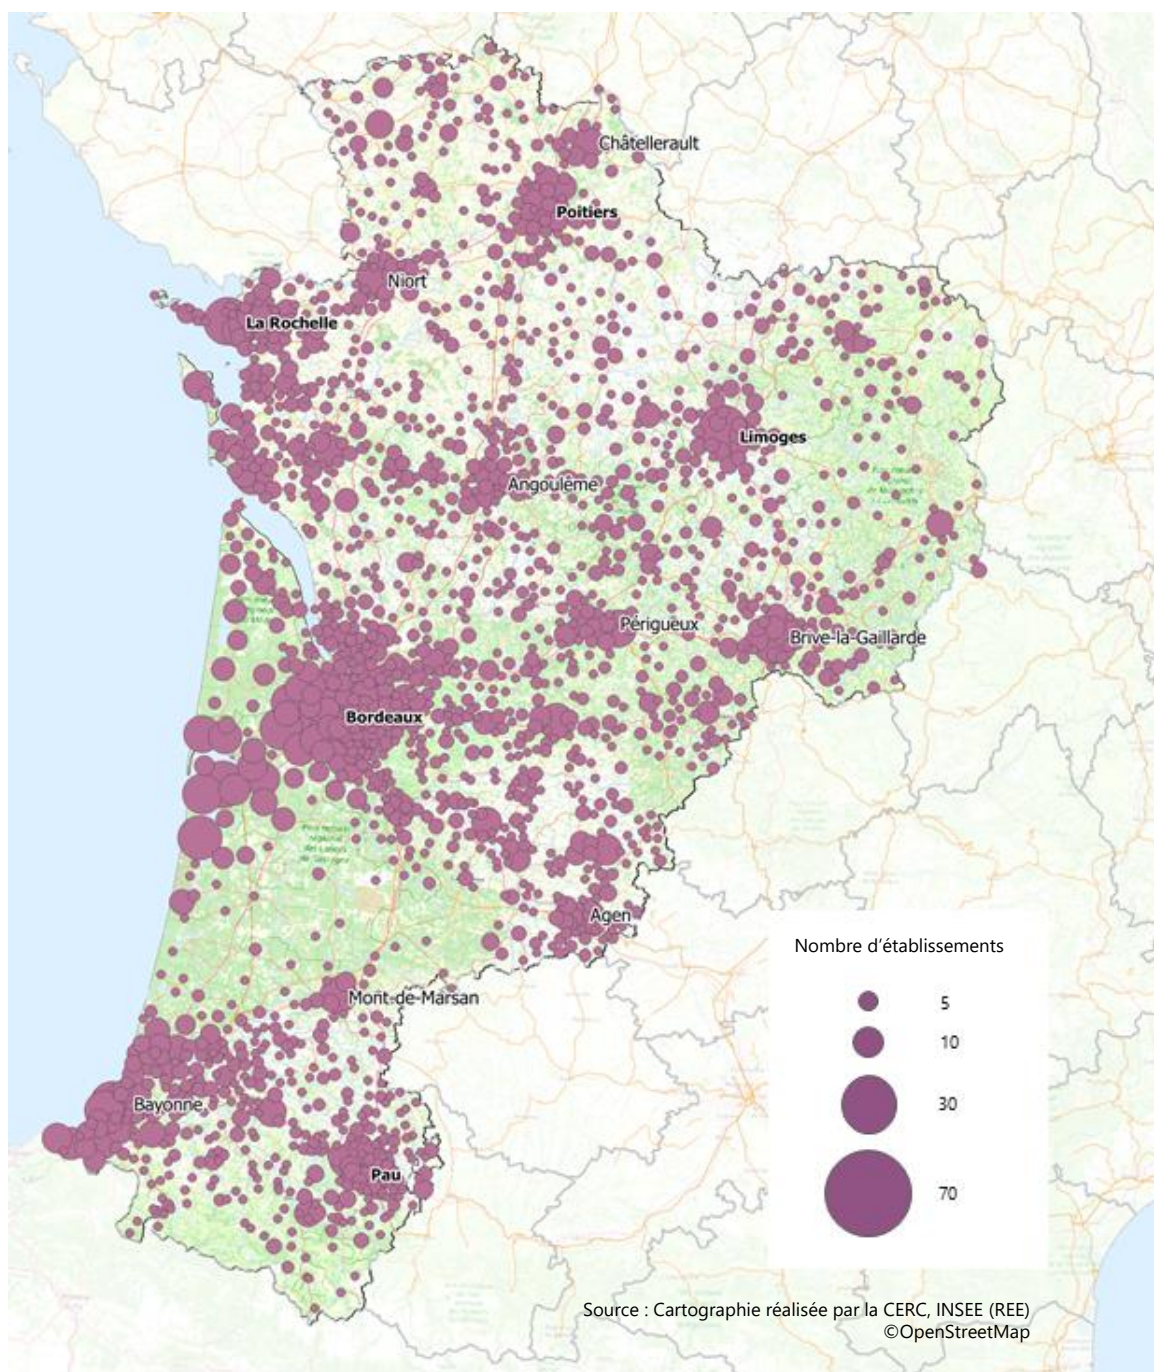 Châtellerault
Poitiers
Niort
La Rochelle
Limoges
Angoulême
Périgueux
Brive-la-Gaillarde
Bordeaux
Agen
Mont-de-Marsan
Bayonne
Pau
Nombre d'établissements
5
10
30
70
Source : Cartographie réalisée par la CERC, INSEE (REE)
©OpenStreetMap